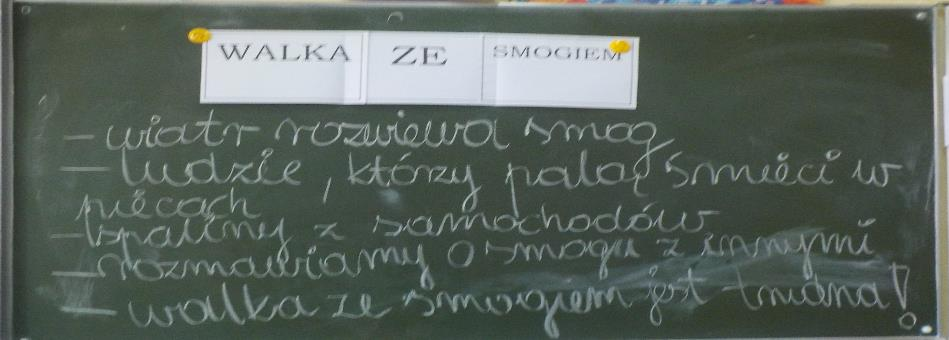 WALKA ZE SMOGIEM
- wiatr rozwiewa smog
- ludzie, którzy palą śmieci w
piecach
- spaliny z samochodów
- rozmawiamy o smogu z innymi
- walka ze smogiem jest trudna!